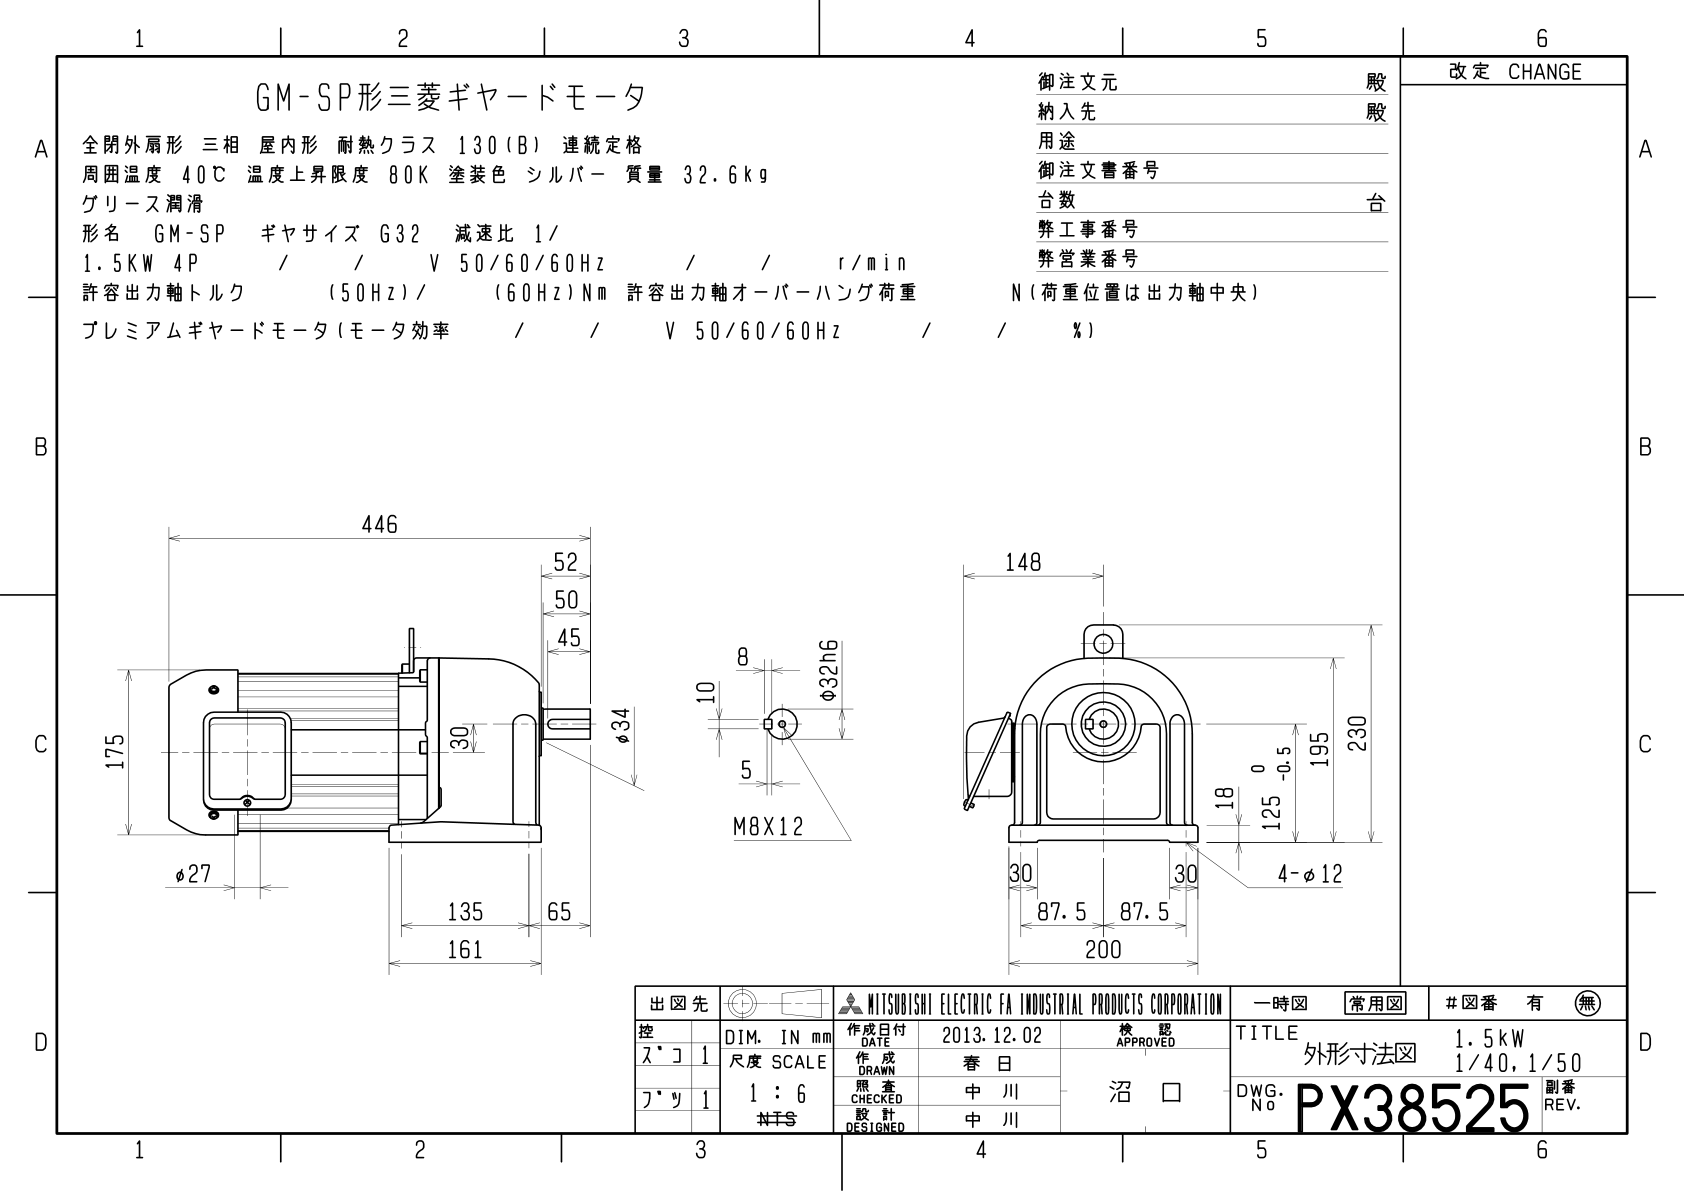 1 2 3 4 5 6
改定 CHANGE
GM-SP形三菱ギヤードモータ
全閉外扇形 三相 屋内形 耐熱クラス 130(B) 連続定格
周囲温度 40℃ 温度上昇限度 80K 塗装色 シルバー 質量 32.6kg
グリース潤滑
形名 GM-SP ギヤサイズ G32 減速比 1/
1.5KW 4P / / V 50/60/60Hz / / r/min
許容出力軸トルク (50Hz)/ (60Hz)Nm 許容出力軸オーバーハング荷重 N(荷重位置は出力軸中央)
プレミアムギヤードモータ(モータ効率 / / V 50/60/60Hz / / %)
御注文元 殿
納入先 殿
用途
御注文書番号
台数 台
弊工事番号
弊営業番号
A A
B B
C C
D D
446
52
50
45
175
30
φ34
φ27
135 65
161
8
10
Φ32h6
5
M8X12
148
230
195
125 0 -0.5
18
30 30
4-φ12
87.5 87.5
200
出図先
控
ズコ 1
ブツ 1
DIM. IN mm
尺度 SCALE
1 : 6
NTS
MITSUBISHI ELECTRIC FA INDUSTRIAL PRODUCTS CORPORATION
作成日付 DATE 2013.12.02
作成 DRAWN 春日
照査 CHECKED 中川
設計 DESIGNED 中川
検認 APPROVED
沼口
一時図 常用図 #図番 有 無
TITLE 外形寸法図 1.5kW
1/40,1/50
DWG. No PX38525 副番 REV.
1 2 3 4 5 6